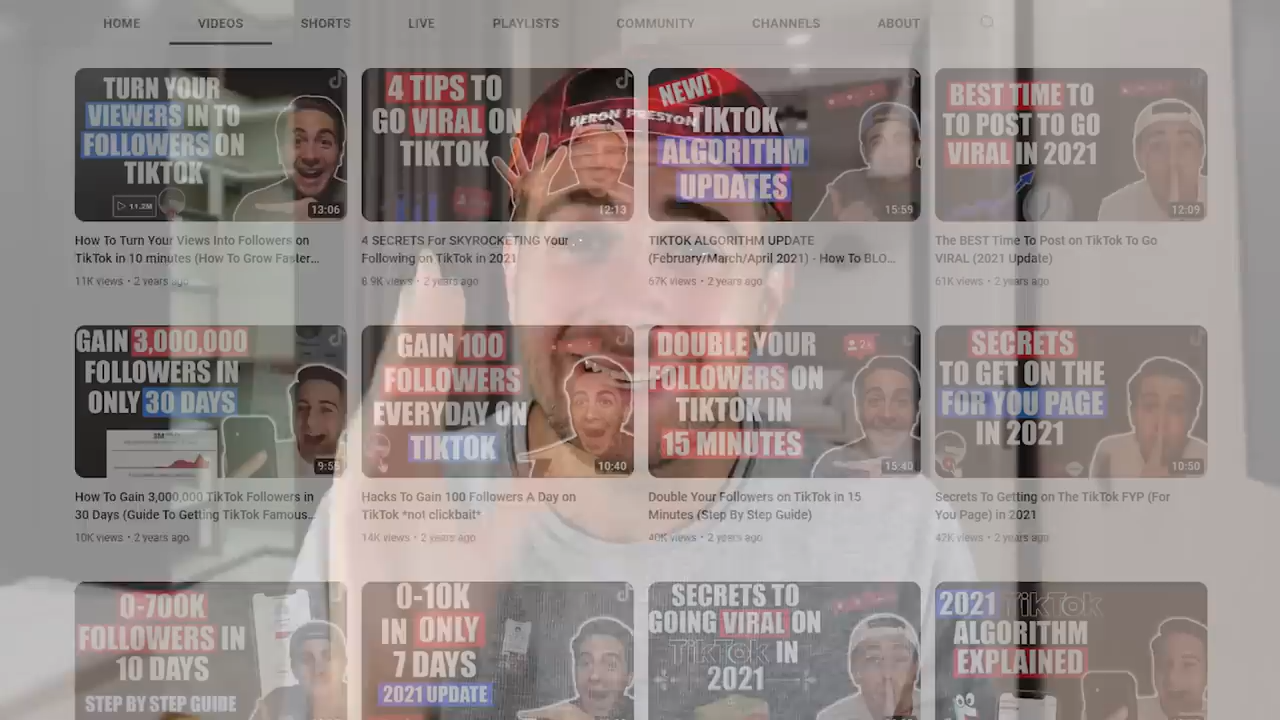 HOME VIDEOS SHORTS LIVE PLAYLISTS COMMUNITY CHANNELS ABOUT
TURN YOUR
VIEWERS IN TO
FOLLOWERS ON
TIKTOK
11.2M
13:06
4 TIPS TO
GO VIRAL ON
TIKTOK
12:13
HERON PRESTON
NEW!
TIKTOK
ALGORITHM
UPDATES
15:59
BEST TIME TO
TO POST TO GO
VIRAL IN 2021
12:09
How To Turn Your Views Into Followers on
TikTok in 10 minutes (How To Grow Faster...
11K views • 2 years ago
4 SECRETS For SKYROCKETING Your
Following on TikTok in 2021
8.9K views • 2 years ago
TIKTOK ALGORITHM UPDATE
(February/March/April 2021) - How To BLO...
67K views • 2 years ago
The BEST Time To Post on TikTok To Go
VIRAL (2021 Update)
61K views • 2 years ago
GAIN 3,000,000
FOLLOWERS IN
ONLY 30 DAYS
9:55
GAIN 100
FOLLOWERS
EVERYDAY ON
TIKTOK
10:40
DOUBLE YOUR
FOLLOWERS ON
TIKTOK IN
15 MINUTES
15:40
SECRETS
TO GET ON THE
FOR YOU PAGE
IN 2021
10:50
How To Gain 3,000,000 TikTok Followers in
30 Days (Guide To Getting TikTok Famous...
10K views • 2 years ago
Hacks To Gain 100 Followers A Day on
TikTok *not clickbait*
14K views • 2 years ago
Double Your Followers on TikTok in 15
Minutes (Step By Step Guide)
40K views • 2 years ago
Secrets To Getting on The TikTok FYP (For
You Page) in 2021
42K views • 2 years ago
0-700K
FOLLOWERS IN
10 DAYS
STEP BY STEP GUIDE
0-10K
IN ONLY
7 DAYS
2021 UPDATE
SECRETS TO
GOING VIRAL ON
TikTok IN
2021
2021 TikTok
ALGORITHM
EXPLAINED